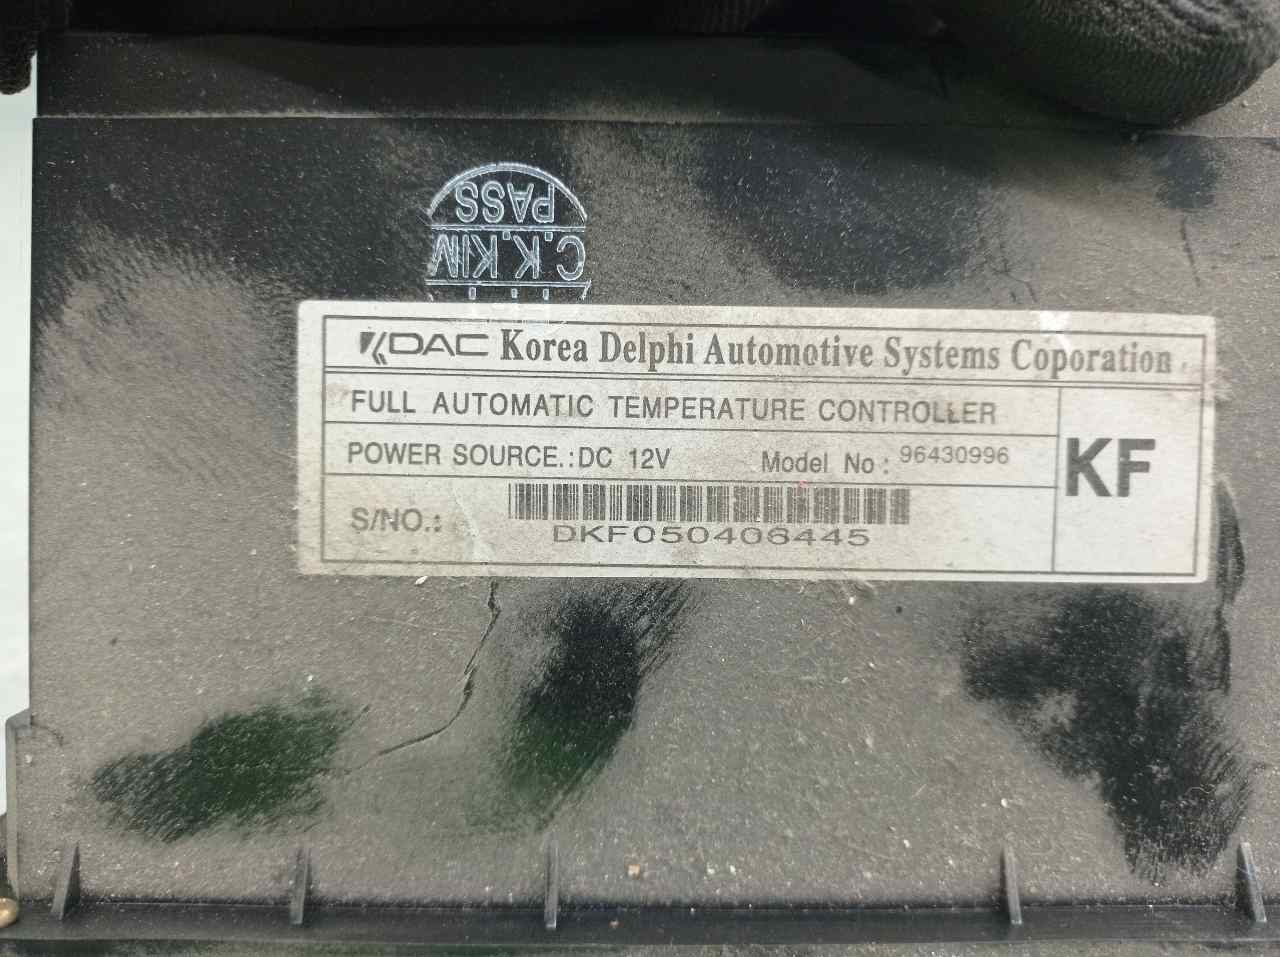 PASS
C.K.KIM
KDAC Korea Delphi Automotive Systems Coporation
FULL AUTOMATIC TEMPERATURE CONTROLLER
POWER SOURCE.:DC 12V Model No: 96430996
KF
S/NO.:
DKF050406445